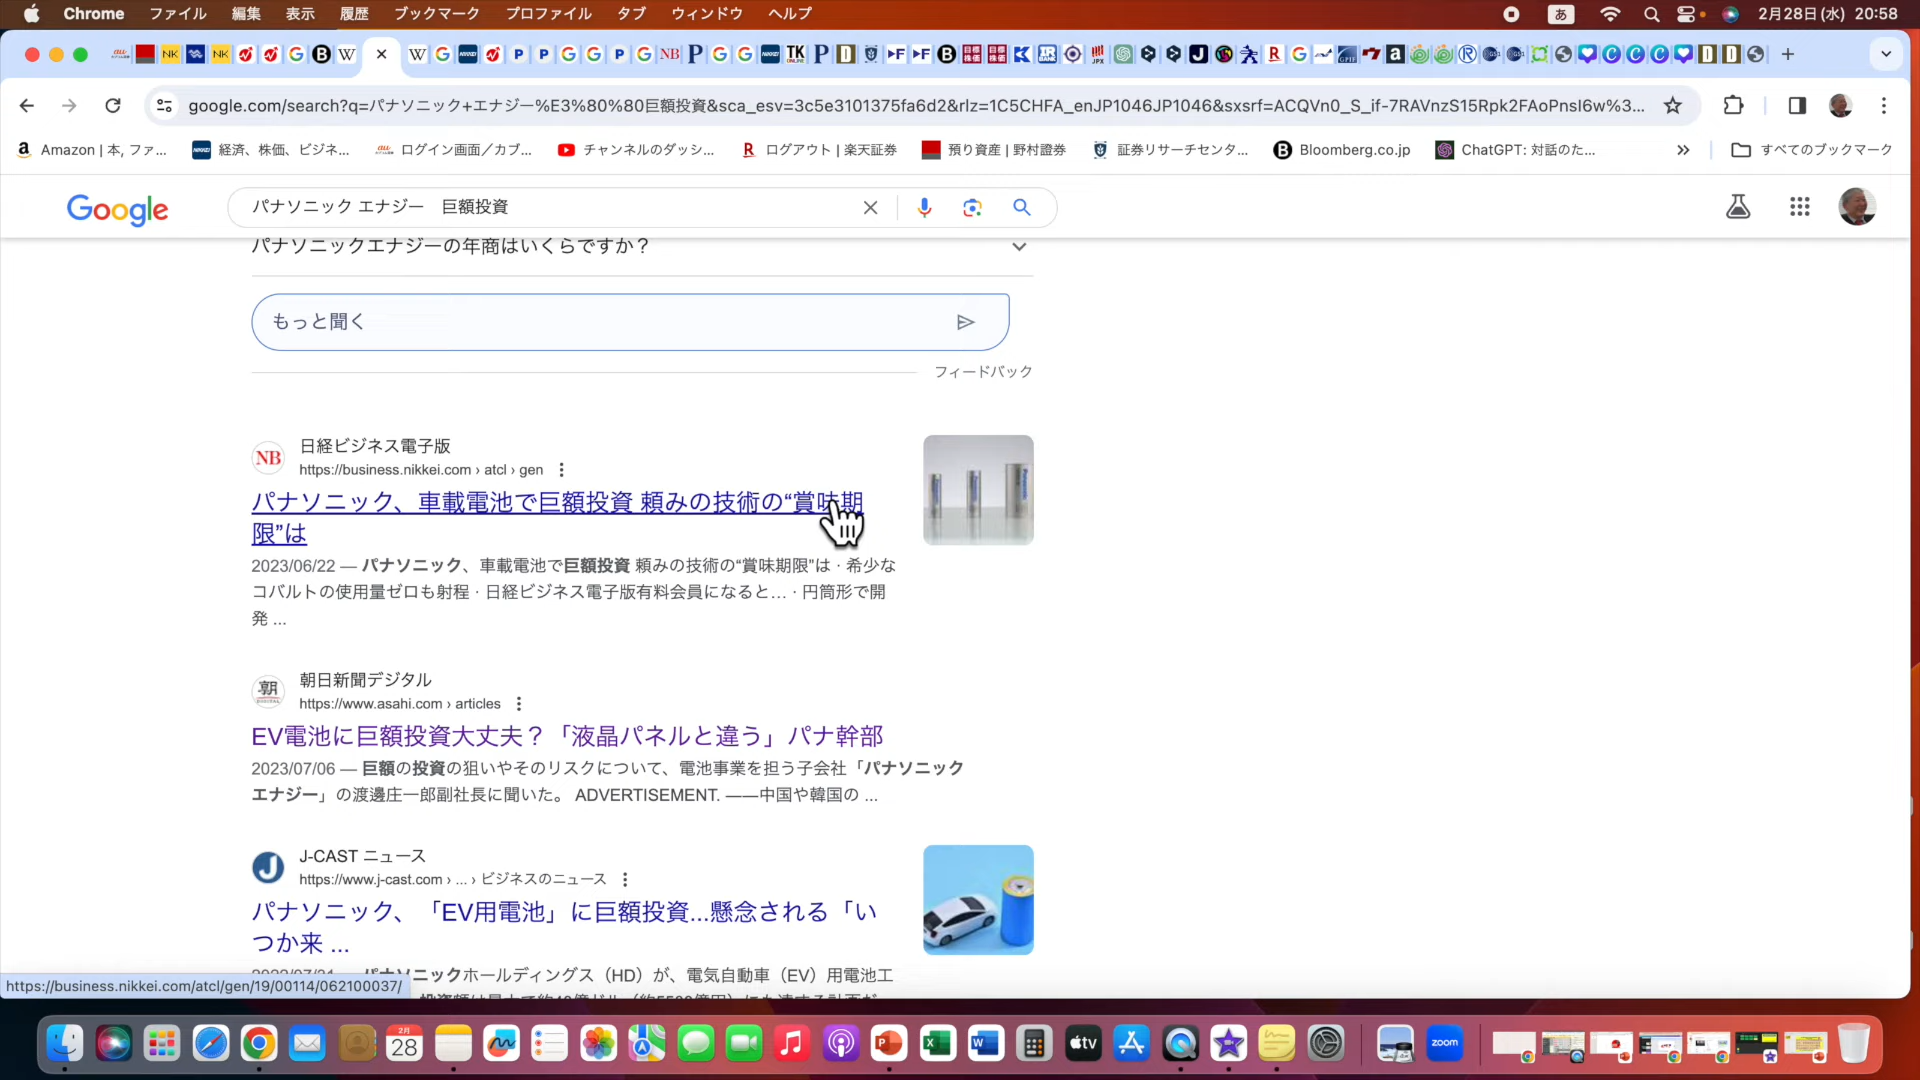 Chrome ファイル 編集 表示 履歴 ブックマーク プロファイル タブ ウィンドウ ヘルプ あ 2月28日(水) 20:58
google.com/search?q=パナソニック+エナジー%E3%80%80巨額投資&sca_esv=3c5e3101375fa6d2&rlz=1C5CHFA_enJP1046JP1046&sxsrf=ACQVn0_S_if-7RAVnzS15Rpk2FAoPnsI6w%3...
Amazon | 本, ファ... 経済、株価、ビジネ... ログイン画面／カブ... チャンネルのダッシ... ログアウト | 楽天証券 預り資産 | 野村證券 証券リサーチセンタ... Bloomberg.co.jp ChatGPT: 対話のた... すべてのブックマーク
Google パナソニック エナジー　巨額投資
パナソニックエナジーの年商はいくらですか？
もっと聞く
フィードバック
NB 日経ビジネス電子版
https://business.nikkei.com › atcl › gen
パナソニック、車載電池で巨額投資 頼みの技術の“賞味期
限”は
2023/06/22 — パナソニック、車載電池で巨額投資 頼みの技術の“賞味期限”は · 希少な
コバルトの使用量ゼロも射程 · 日経ビジネス電子版有料会員になると… · 円筒形で開
発 ...
朝日新聞デジタル
https://www.asahi.com › articles
EV電池に巨額投資大丈夫？「液晶パネルと違う」パナ幹部
2023/07/06 — 巨額の投資の狙いやそのリスクについて、電池事業を担う子会社「パナソニック
エナジー」の渡邊庄一郎副社長に聞いた。 ADVERTISEMENT. ——中国や韓国の ...
J-CAST ニュース
https://www.j-cast.com › ... › ビジネスのニュース
パナソニック、「EV用電池」に巨額投資...懸念される「い
つか来 ...
パナソニックホールディングス（HD）が、電気自動車（EV）用電池工
https://business.nikkei.com/atcl/gen/19/00114/062100037/
2月
28
tv
zoom